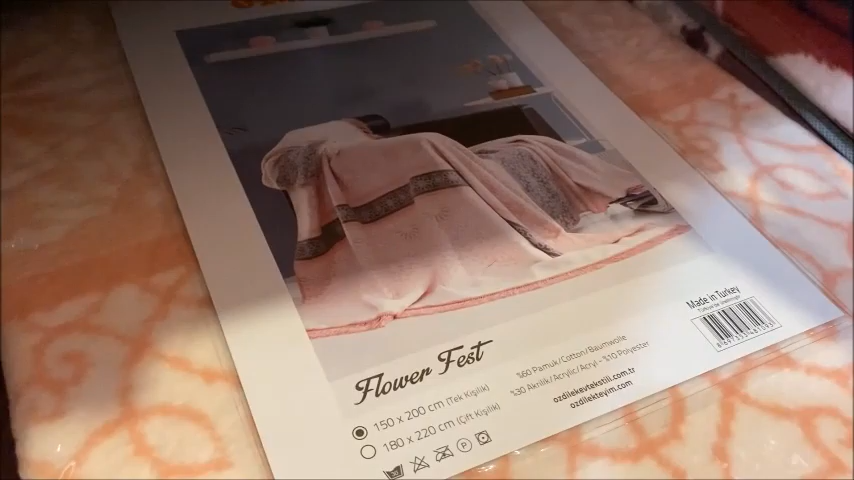 Flower Fest
150 x 200 cm (Tek Kişilik)
180 x 220 cm (Çift Kişilik)
%60 Pamuk/Cotton/Baumwolle
%30 Akrilik/Acrylic/Acryl - %10 Polyester
ozdilekevtekstili.com.tr
ozdilekteyim.com
Made in Turkey
P